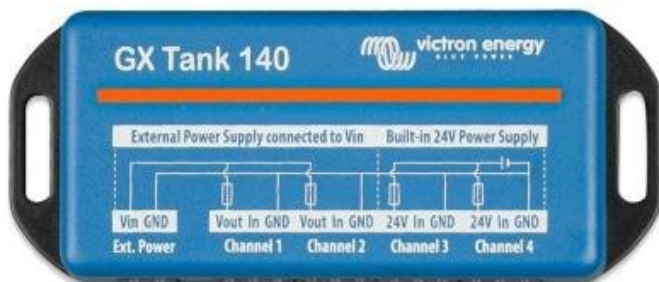 GX Tank 140
victron energy
BLUE POWER
External Power Supply connected to Vin
Built-in 24V Power Supply
Vin GND
Vout In GND
Vout In GND
24V In GND
24V In GND
Ext. Power
Channel 1
Channel 2
Channel 3
Channel 4